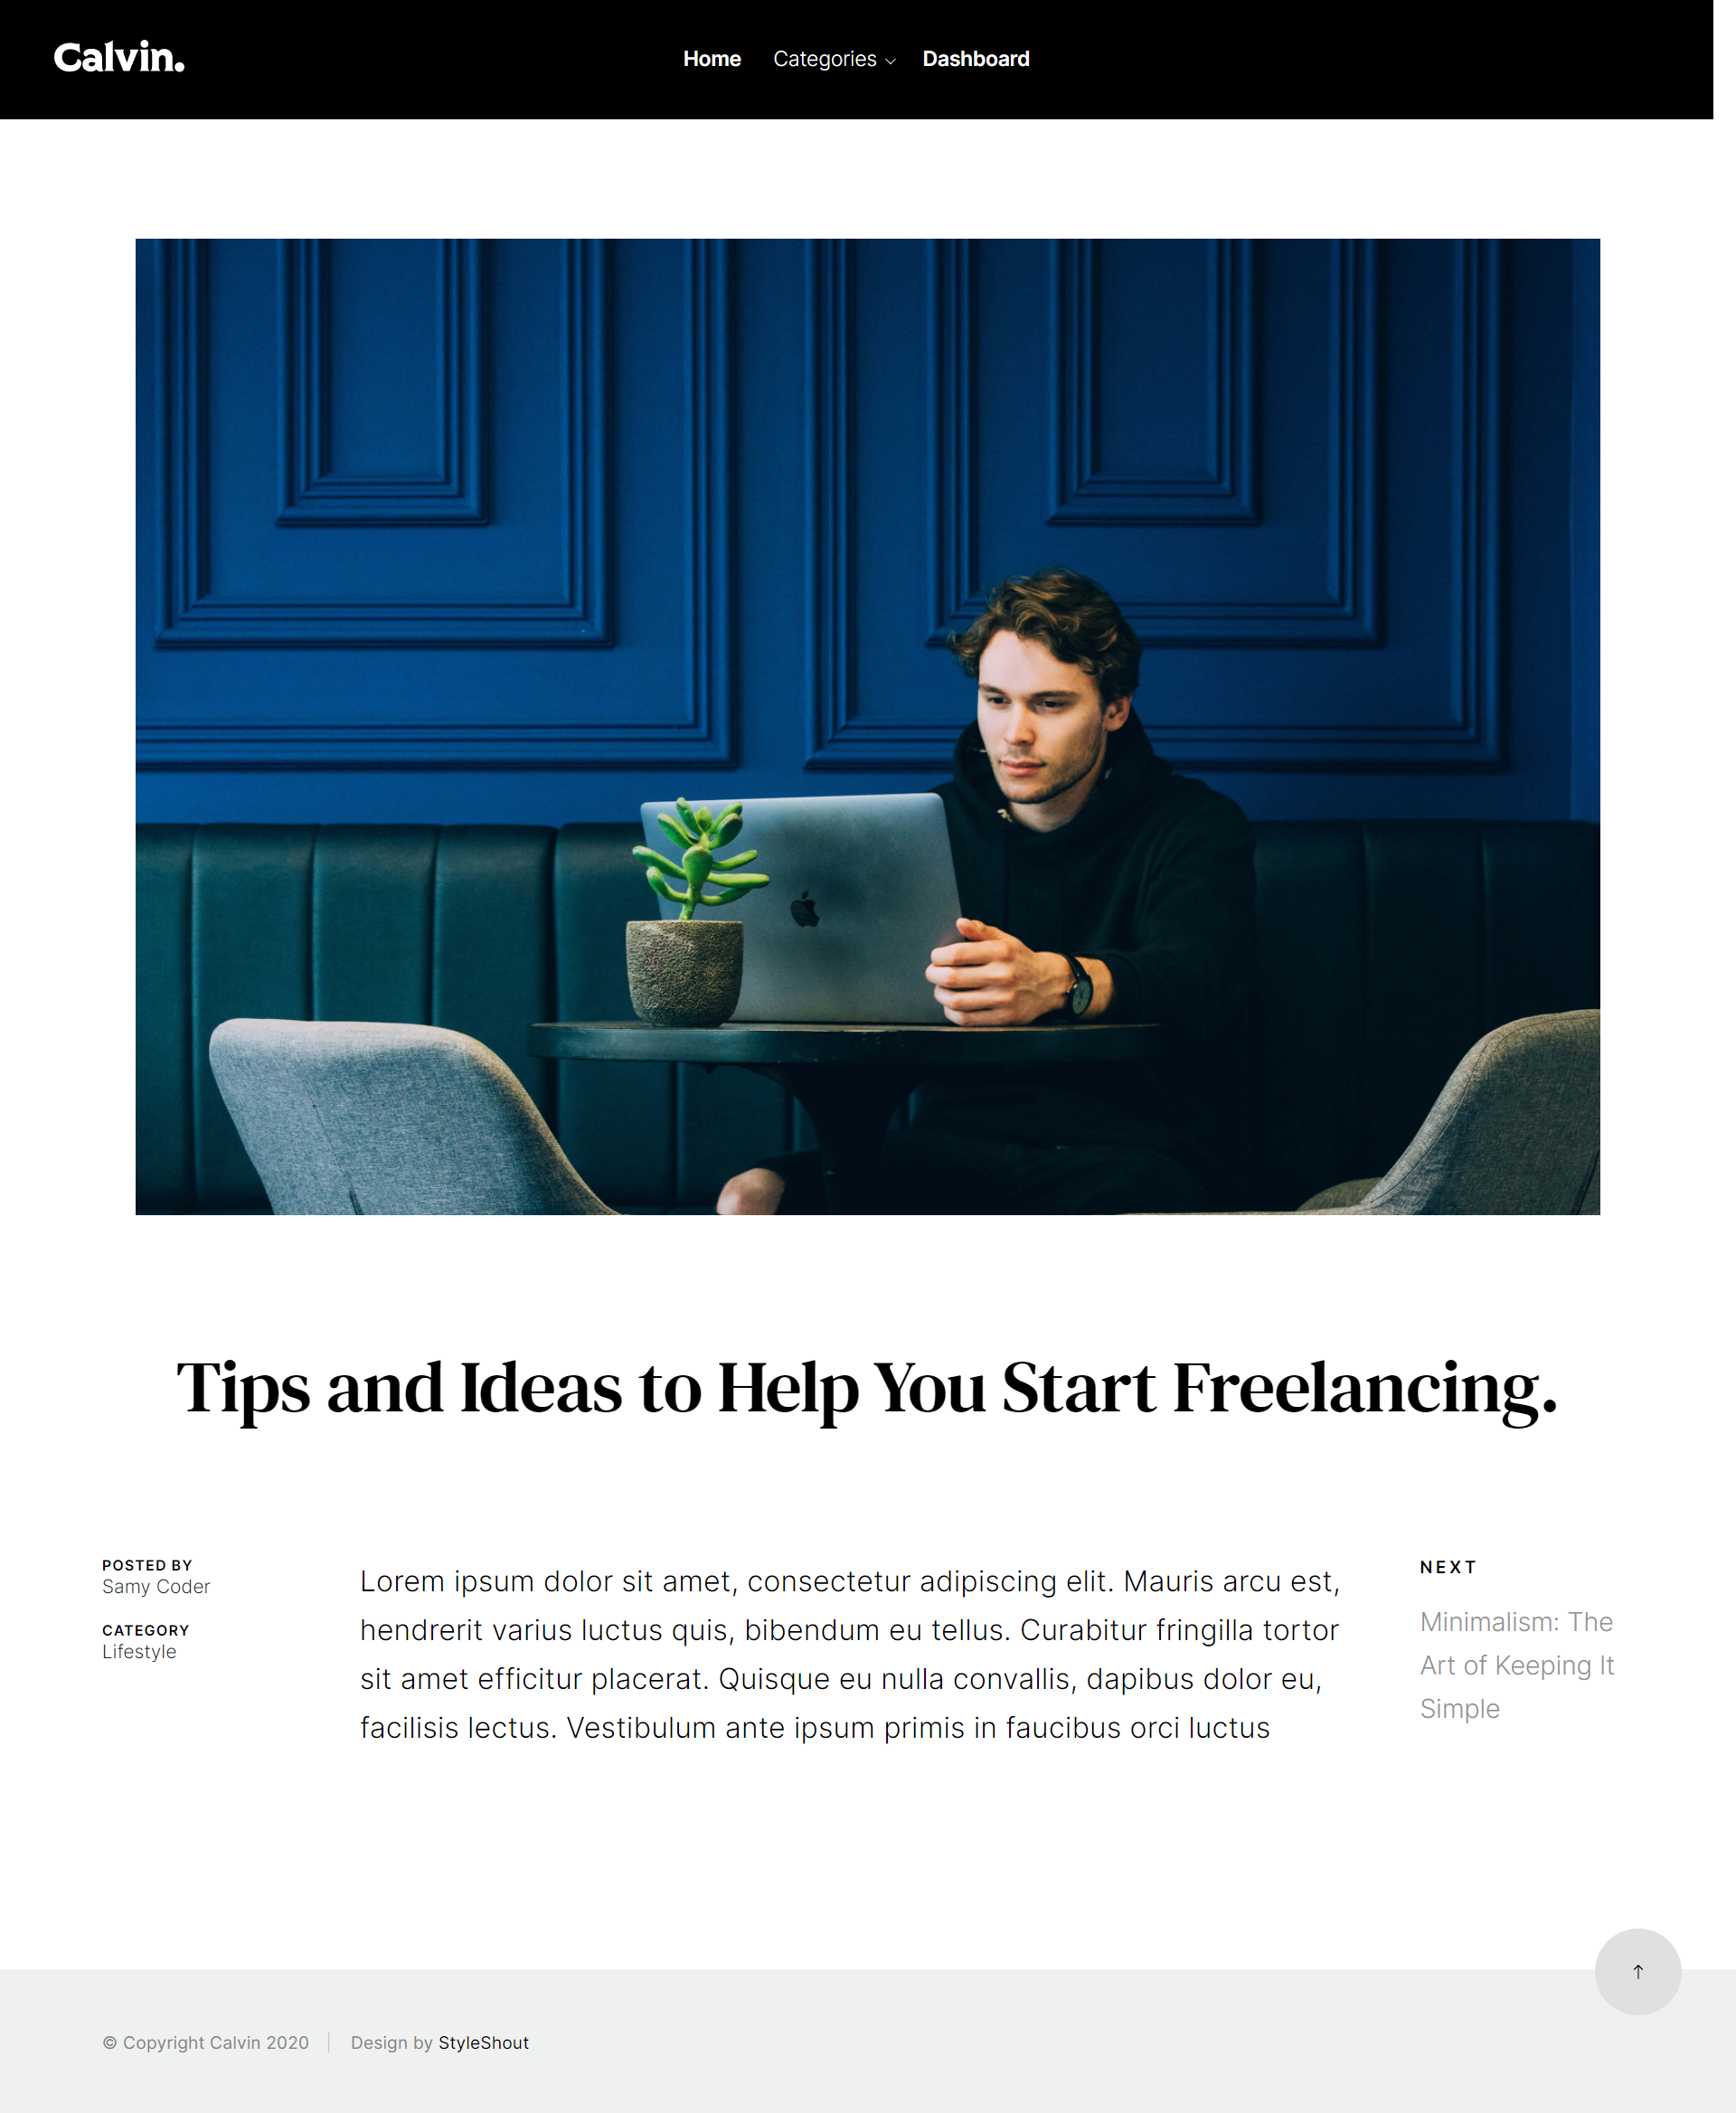 Calvin.
Home Categories Dashboard
Tips and Ideas to Help You Start Freelancing.
POSTED BY
Samy Coder
CATEGORY
Lifestyle
Lorem ipsum dolor sit amet, consectetur adipiscing elit. Mauris arcu est,
hendrerit varius luctus quis, bibendum eu tellus. Curabitur fringilla tortor
sit amet efficitur placerat. Quisque eu nulla convallis, dapibus dolor eu,
facilisis lectus. Vestibulum ante ipsum primis in faucibus orci luctus
NEXT
Minimalism: The
Art of Keeping It
Simple
© Copyright Calvin 2020 Design by StyleShout